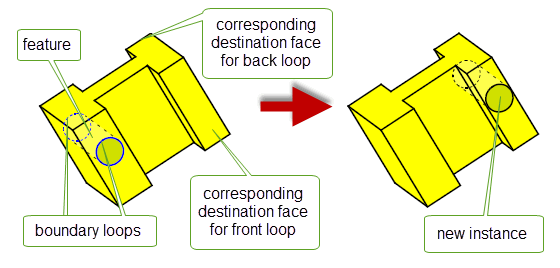 feature
corresponding
destination face
for back loop
corresponding
destination face
for front loop
boundary loops
new instance